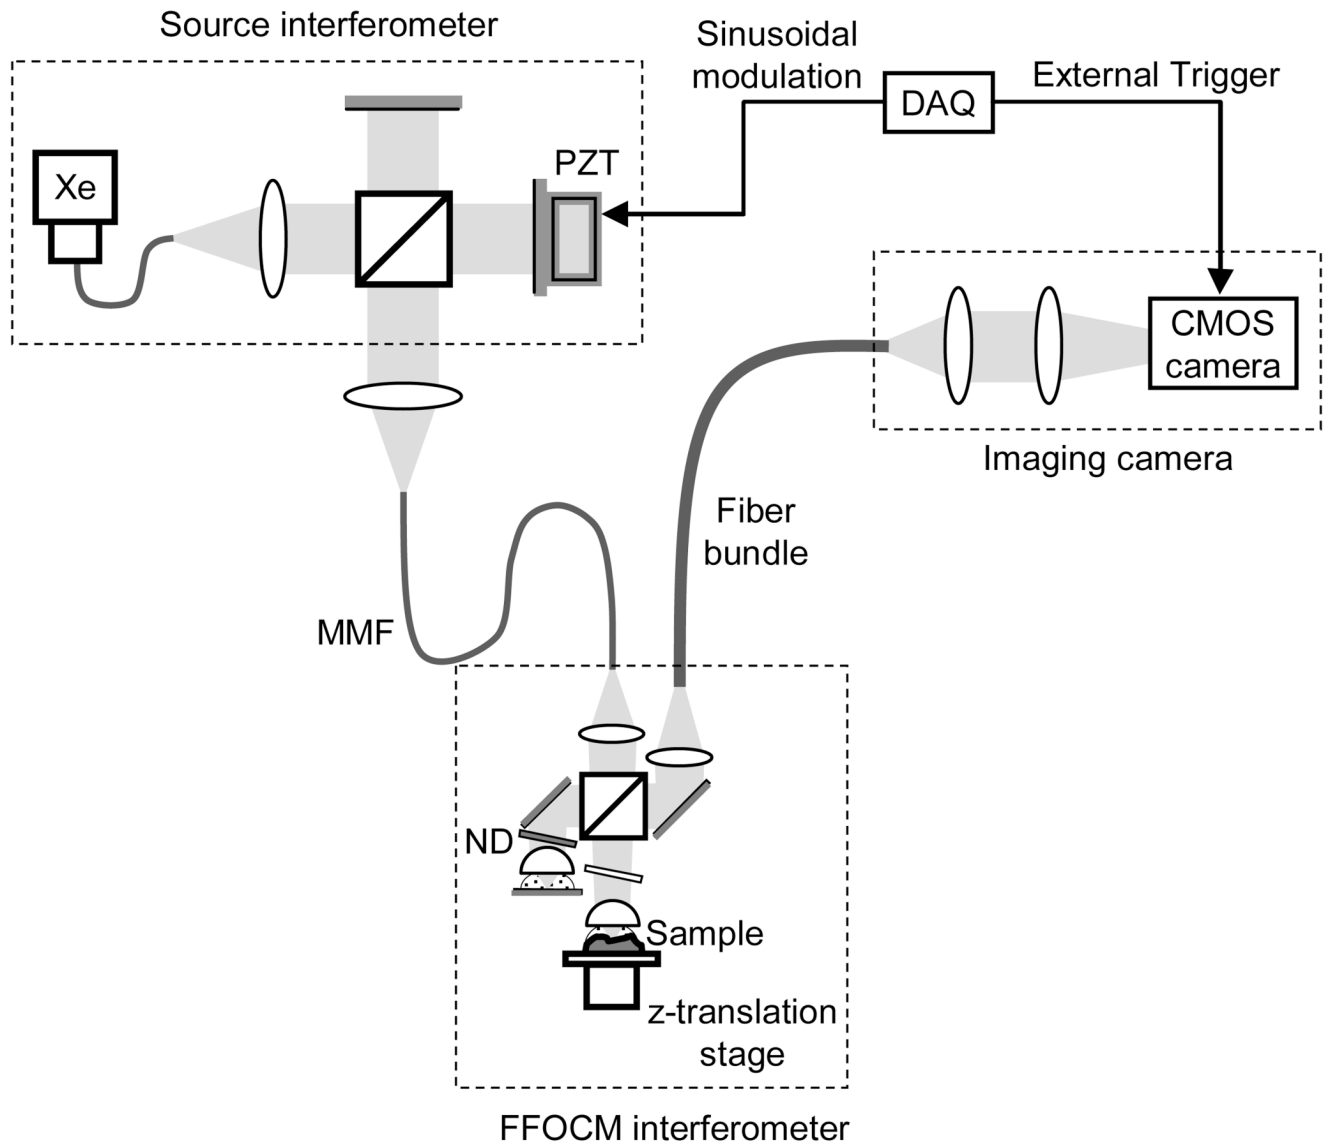 Source interferometer
Sinusoidal
modulation
DAQ
External Trigger
Xe
PZT
CMOS
camera
Imaging camera
Fiber
bundle
MMF
ND
Sample
z-translation
stage
FFOCM interferometer